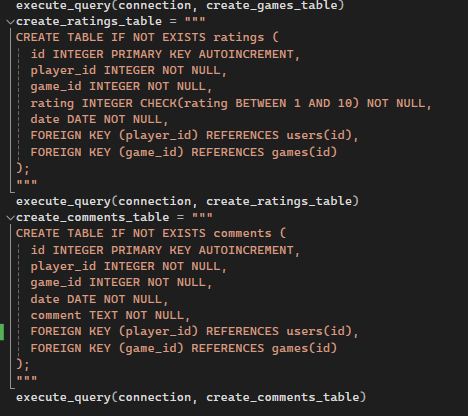 execute_query(connection, create_games_table)
create_ratings_table = """
CREATE TABLE IF NOT EXISTS ratings (
id INTEGER PRIMARY KEY AUTOINCREMENT,
player_id INTEGER NOT NULL,
game_id INTEGER NOT NULL,
rating INTEGER CHECK(rating BETWEEN 1 AND 10) NOT NULL,
date DATE NOT NULL,
FOREIGN KEY (player_id) REFERENCES users(id),
FOREIGN KEY (game_id) REFERENCES games(id)
);
"""
execute_query(connection, create_ratings_table)
create_comments_table = """
CREATE TABLE IF NOT EXISTS comments (
id INTEGER PRIMARY KEY AUTOINCREMENT,
player_id INTEGER NOT NULL,
game_id INTEGER NOT NULL,
date DATE NOT NULL,
comment TEXT NOT NULL,
FOREIGN KEY (player_id) REFERENCES users(id),
FOREIGN KEY (game_id) REFERENCES games(id)
);
"""
execute_query(connection, create_comments_table)